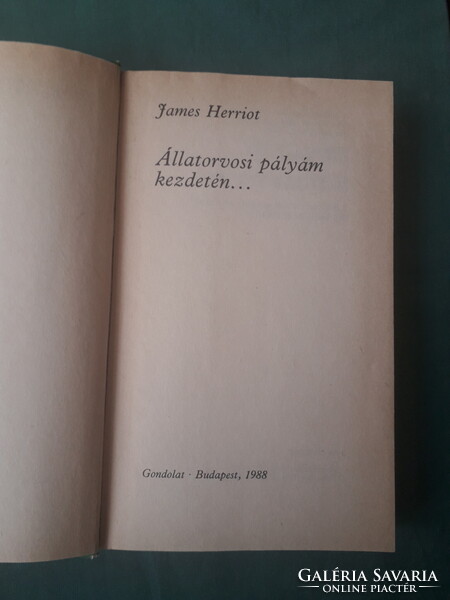 James Herriot
Állatorvosi pályám
kezdetén...
Gondolat · Budapest, 1988
GALÉRIA SAVARIA
ONLINE PIACTÉR